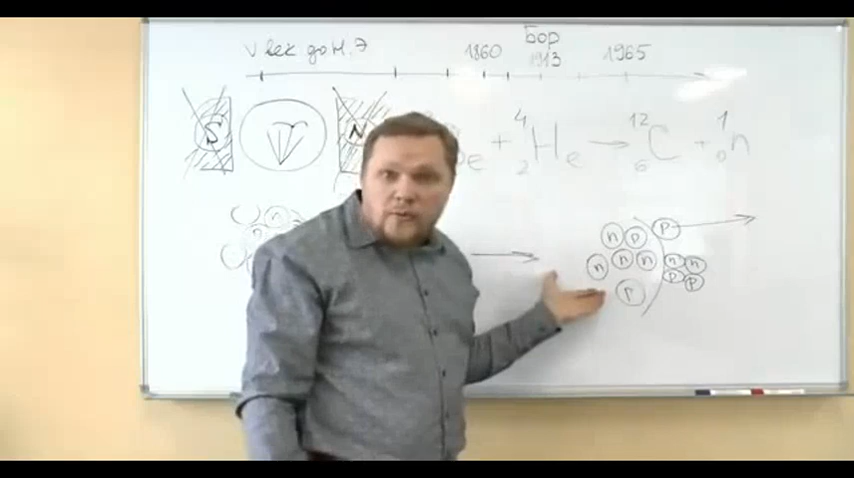 V век до н.э
1860
Бор
1913
1965
S
N
e + ⁴₂He → ¹²₆C + ¹₀n
n
n p p
n n n n n
p p p